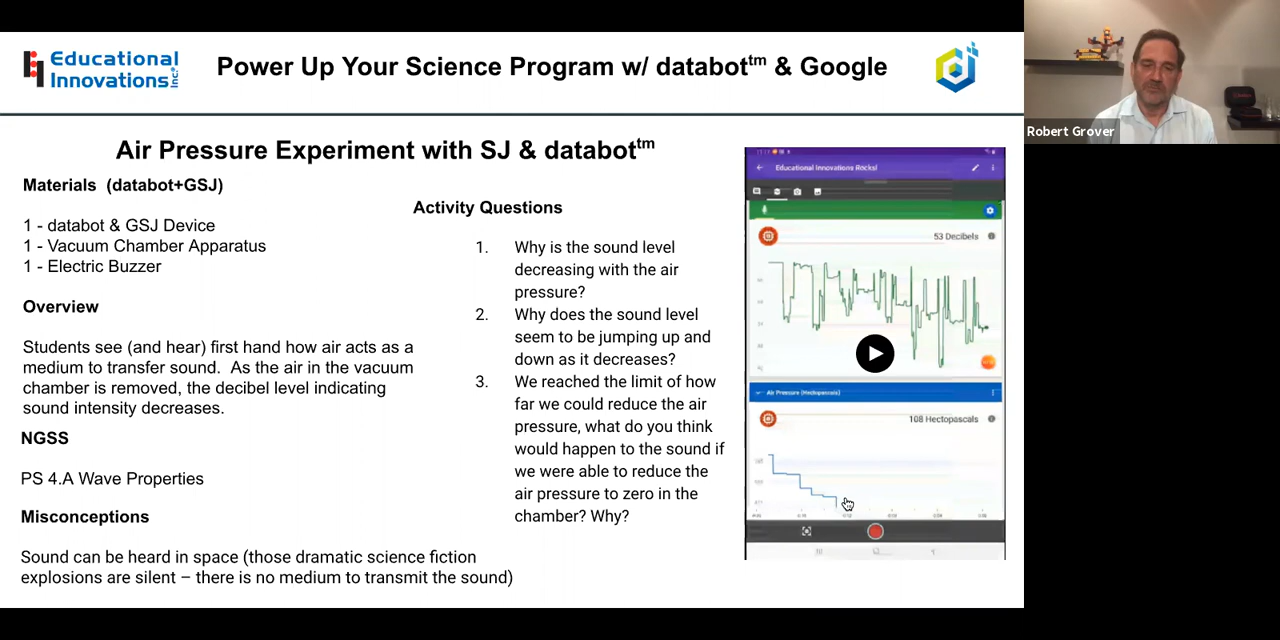 Educational
Innovations Inc.
Power Up Your Science Program w/ databot™ & Google
Air Pressure Experiment with SJ & databot™
Materials (databot+GSJ)
1 - databot & GSJ Device
1 - Vacuum Chamber Apparatus
1 - Electric Buzzer
Overview
Students see (and hear) first hand how air acts as a
medium to transfer sound. As the air in the vacuum
chamber is removed, the decibel level indicating
sound intensity decreases.
NGSS
PS 4.A Wave Properties
Misconceptions
Sound can be heard in space (those dramatic science fiction
explosions are silent – there is no medium to transmit the sound)
Activity Questions
1. Why is the sound level
decreasing with the air
pressure?
2. Why does the sound level
seem to be jumping up and
down as it decreases?
3. We reached the limit of how
far we could reduce the air
pressure, what do you think
would happen to the sound if
we were able to reduce the
air pressure to zero in the
chamber? Why?
Educational Innovations Rocks!
53 Decibels
Air Pressure (Hectopascals)
108 Hectopascals
Robert Grover